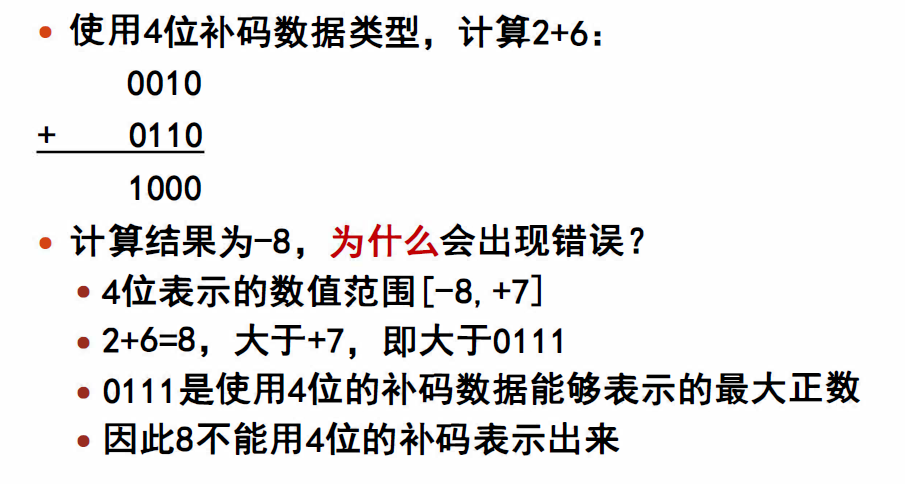 • 使用4位补码数据类型，计算2+6：
0010
+ 0110
1000
• 计算结果为-8，为什么会出现错误？
• 4位表示的数值范围[-8,+7]
• 2+6=8，大于+7，即大于0111
• 0111是使用4位的补码数据能够表示的最大正数
• 因此8不能用4位的补码表示出来